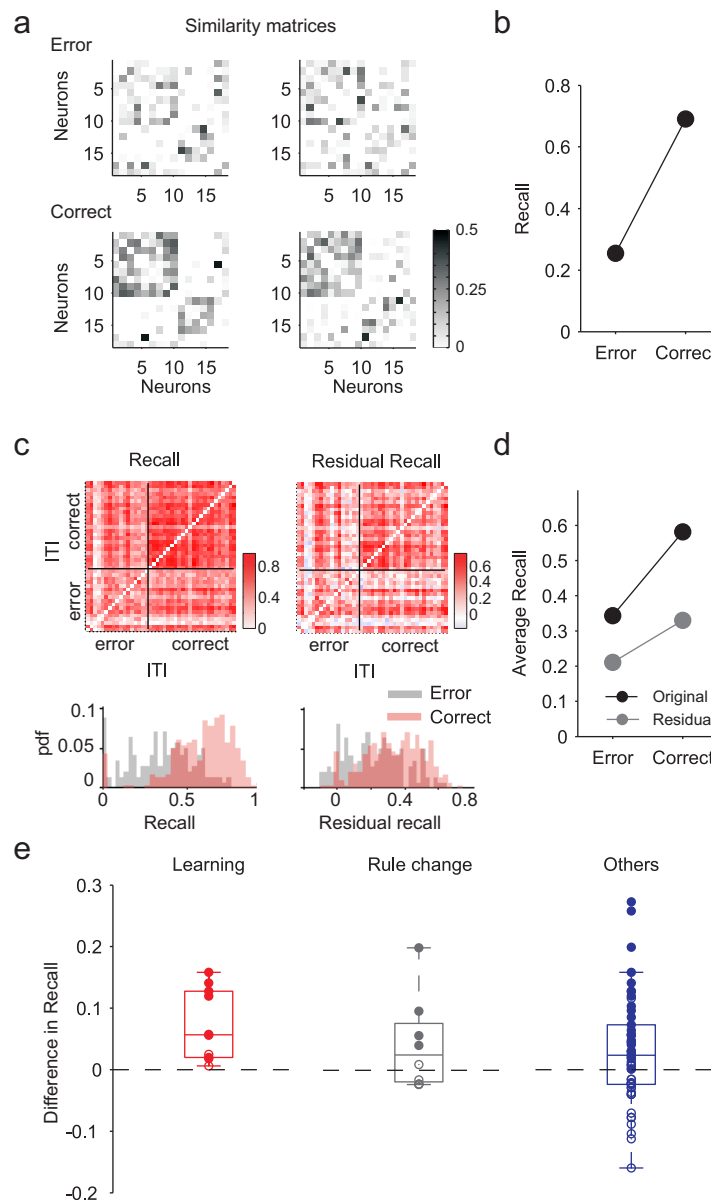 a
Similarity matrices
Error
Neurons
5
10
15
5 10 15
5 10 15
Correct
Neurons
5
10
15
5 10 15
Neurons
5 10 15
Neurons
0.5
0.25
0
b
Recall
0.8
0.6
0.4
0.2
0
Error Correct
c
Recall
Residual Recall
ITI
correct
error
error correct
ITI
0.8
0.4
0
error correct
ITI
0.6
0.4
0.2
0
pdf
0.1
0.05
0
0 0.5 1
Recall
Error
Correct
0 0.4 0.8
Residual recall
d
Average Recall
0.6
0.5
0.4
0.3
0.2
0.1
0
Original
Residual
Error Correct
e
Learning Rule change Others
Difference in Recall
0.3
0.2
0.1
0
-0.1
-0.2